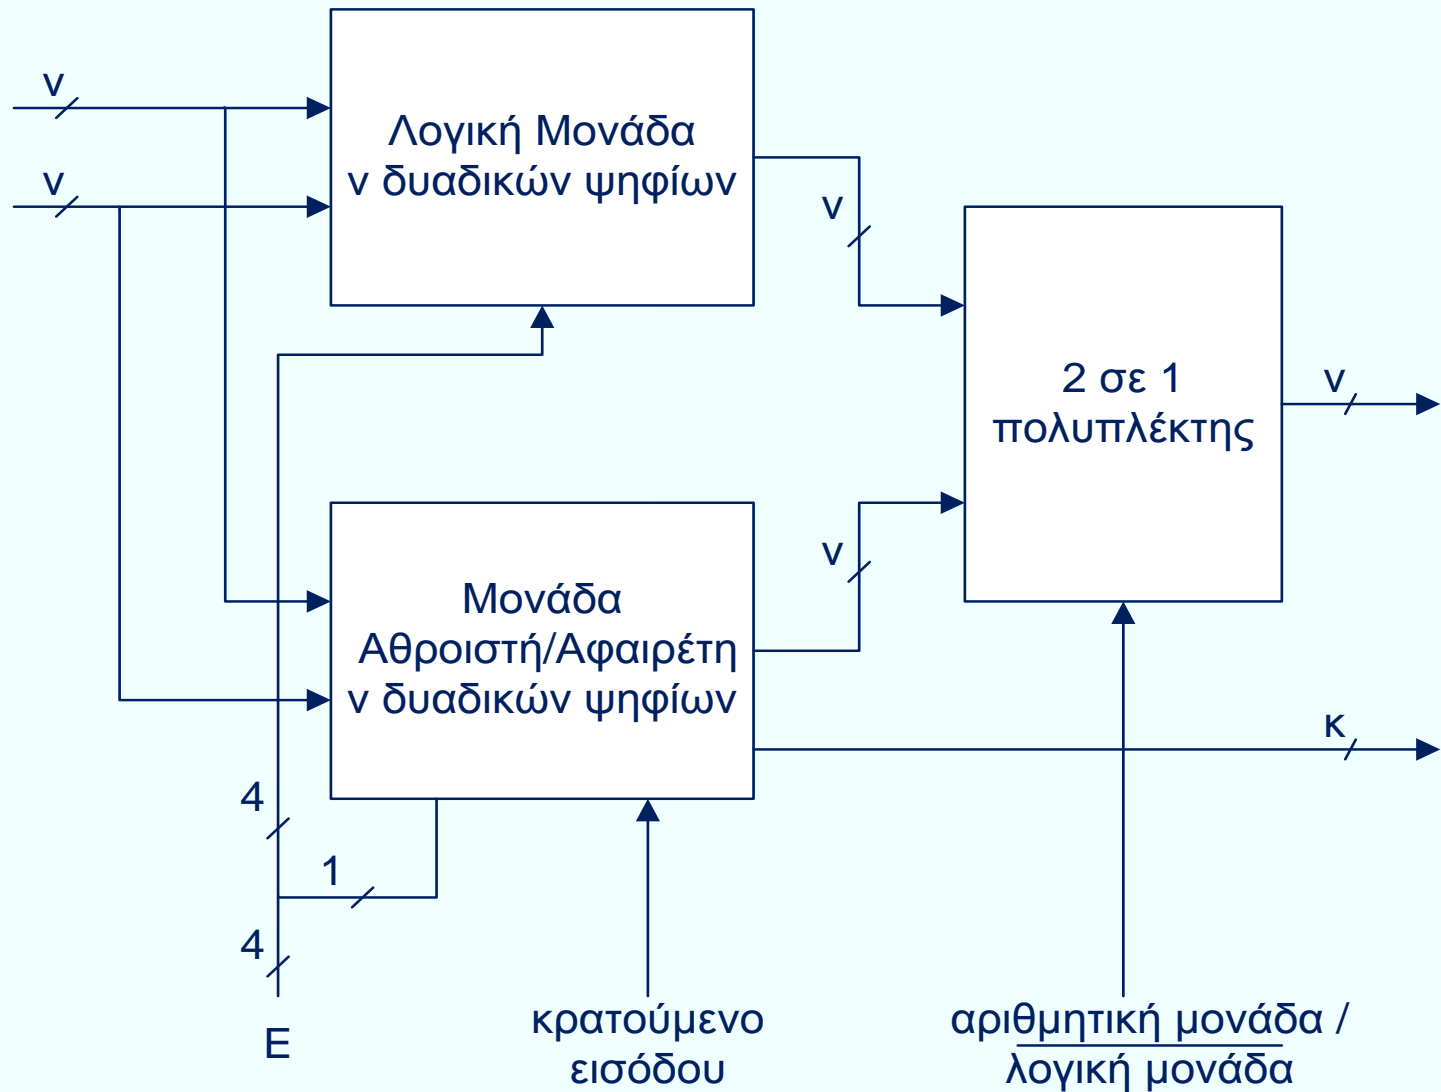 ν
Λογική Μονάδα
ν δυαδικών ψηφίων
ν
ν
2 σε 1
πολυπλέκτης
ν
Μονάδα
Αθροιστή/Αφαιρέτη
ν δυαδικών ψηφίων
ν
κ
4
1
4
Ε
κρατούμενο
εισόδου
αριθμητική μονάδα /
λογική μονάδα